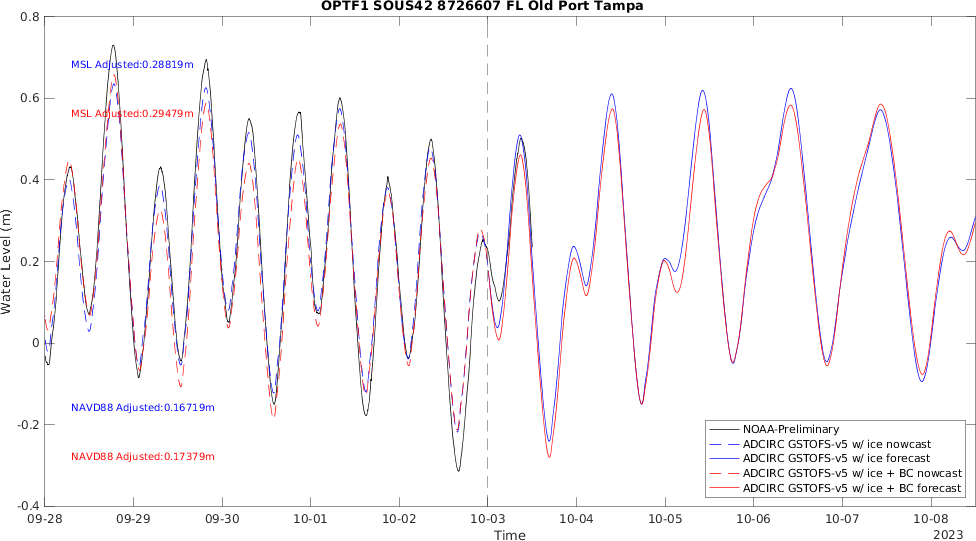 OPTF1 SOUS42 8726607 FL Old Port Tampa
0.8
0.6
0.4
0.2
0
-0.2
-0.4
Water Level (m)
MSL Adjusted:0.28819m
MSL Adjusted:0.29479m
NAVD88 Adjusted:0.16719m
NAVD88 Adjusted:0.17379m
NOAA-Preliminary
ADCIRC GSTOFS-v5 w/ ice nowcast
ADCIRC GSTOFS-v5 w/ ice forecast
ADCIRC GSTOFS-v5 w/ ice + BC nowcast
ADCIRC GSTOFS-v5 w/ ice + BC forecast
09-28 09-29 09-30 10-01 10-02 10-03 10-04 10-05 10-06 10-07 10-08
Time
2023